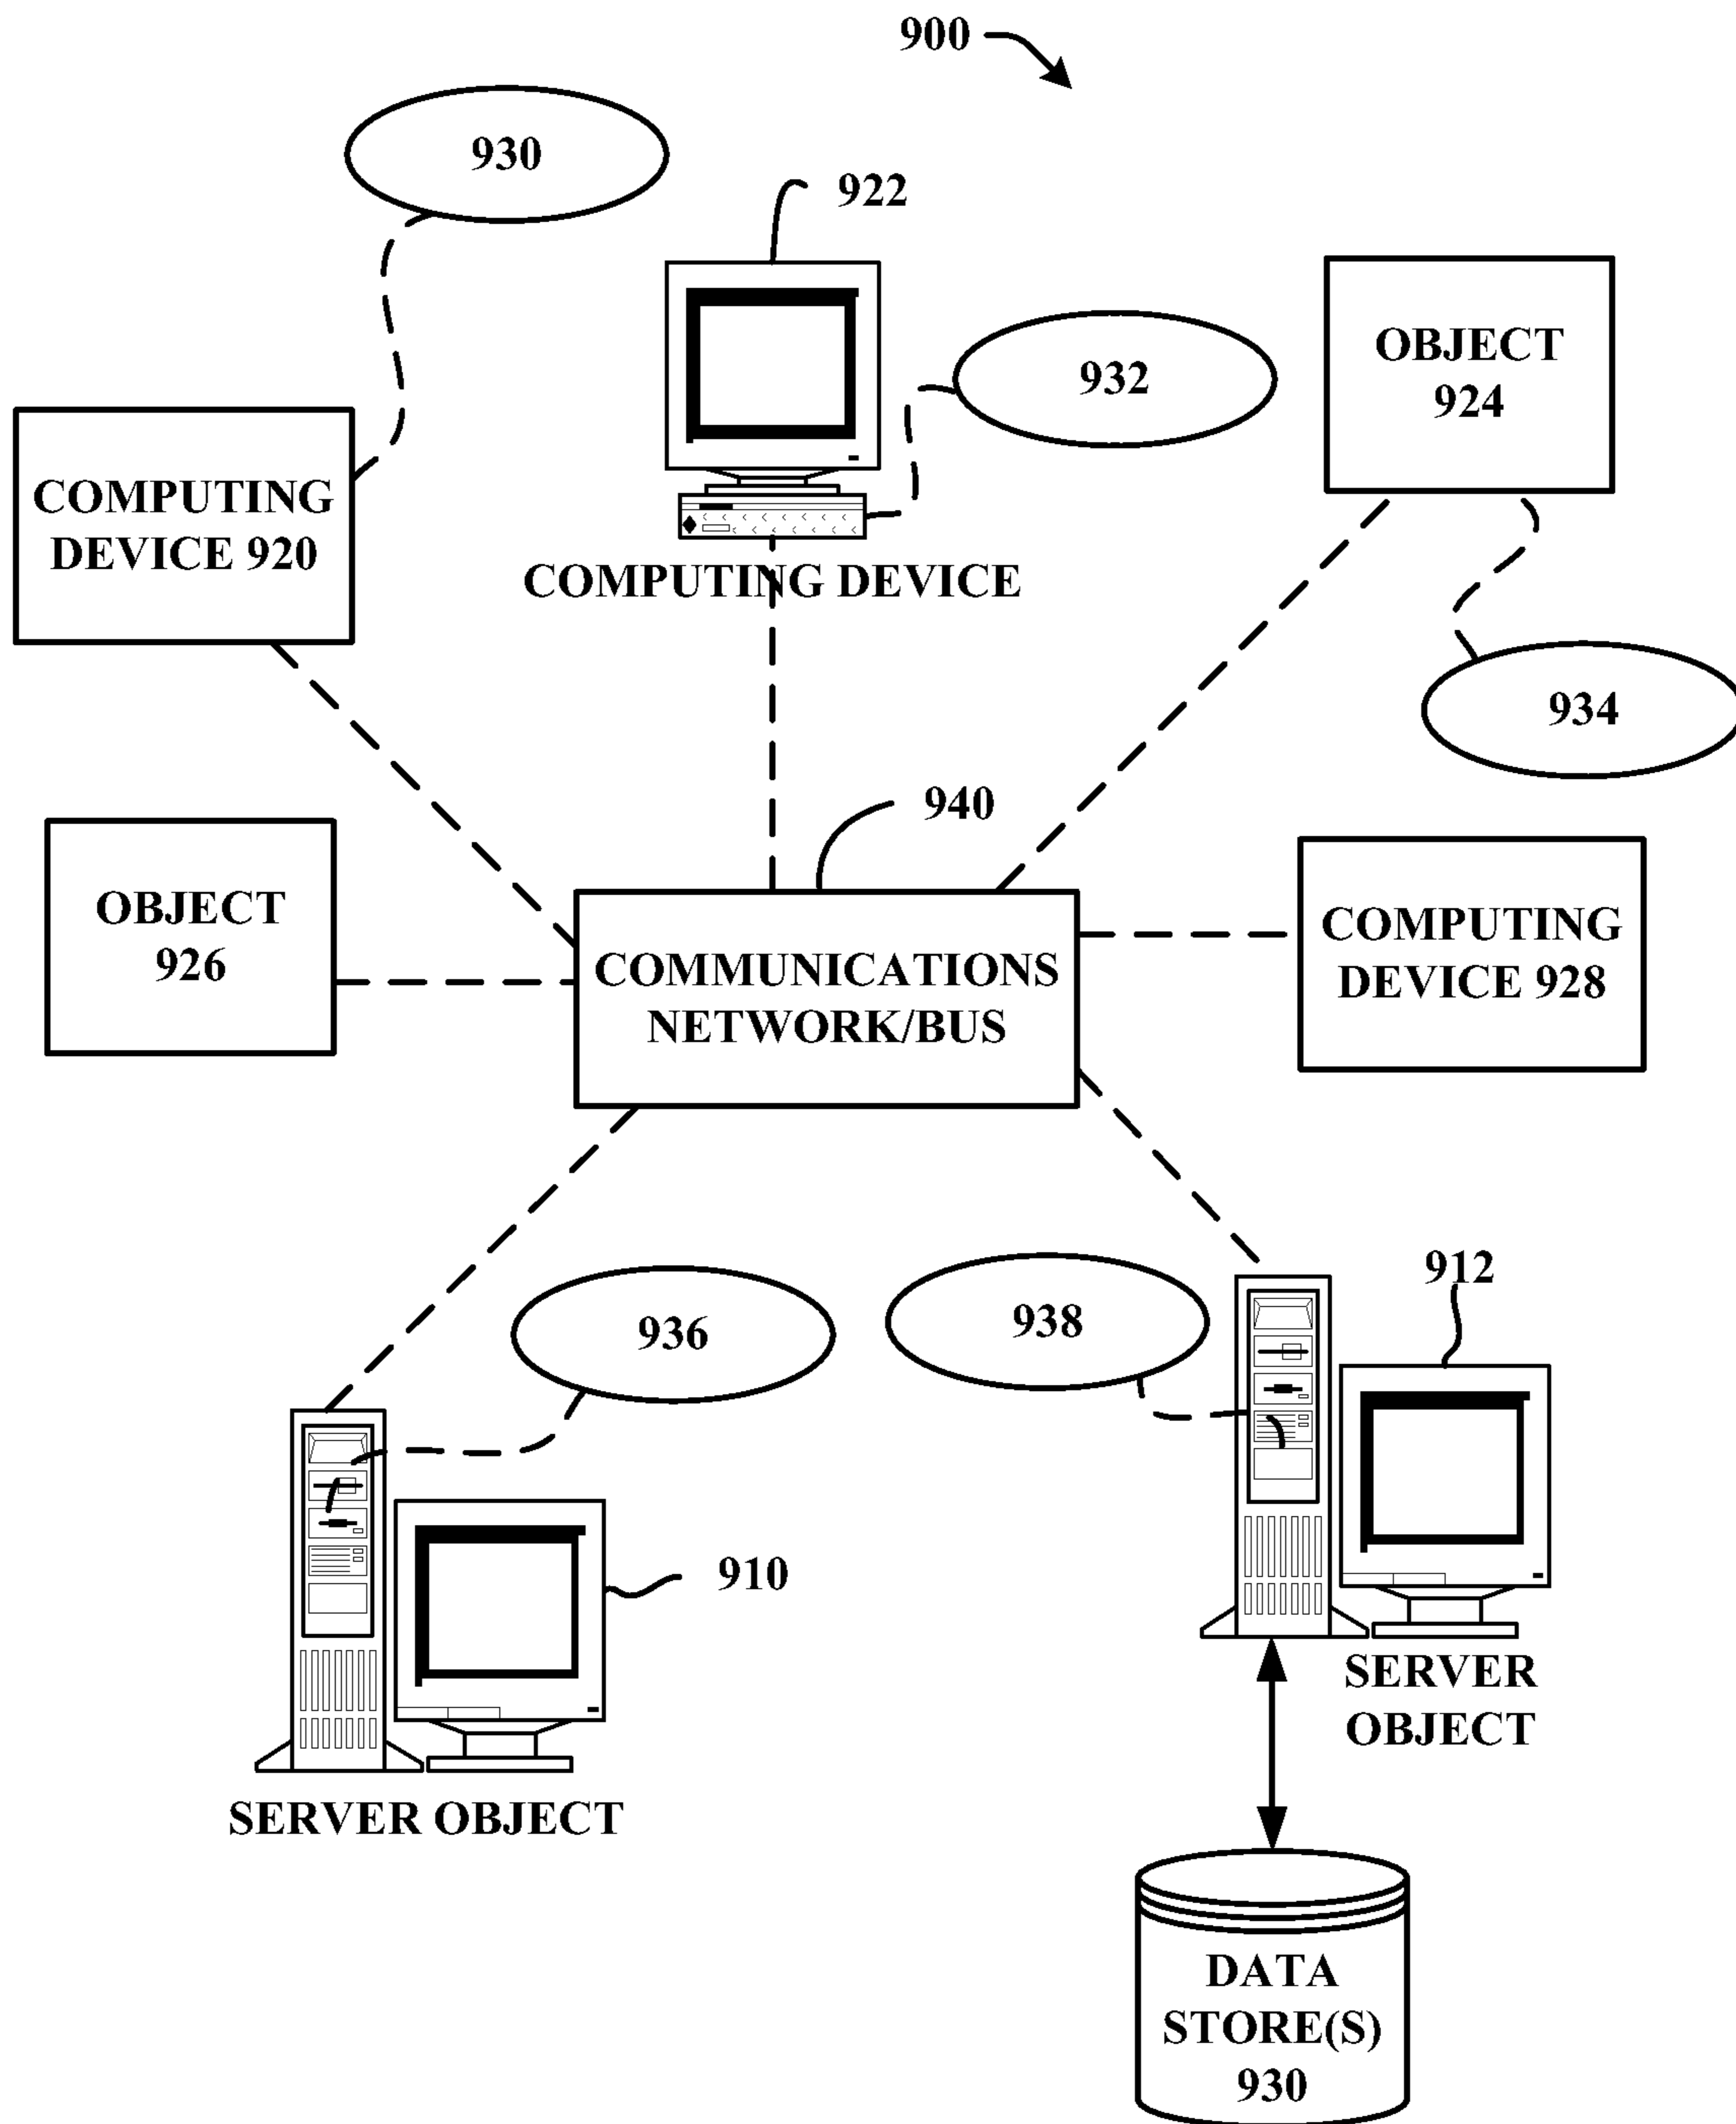 900
930
922
932
OBJECT
924
COMPUTING
DEVICE 920
COMPUTING DEVICE
934
940
OBJECT
926
COMMUNICATIONS
NETWORK/BUS
COMPUTING
DEVICE 928
936
938
912
910
SERVER
OBJECT
SERVER OBJECT
DATA
STORE(S)
930